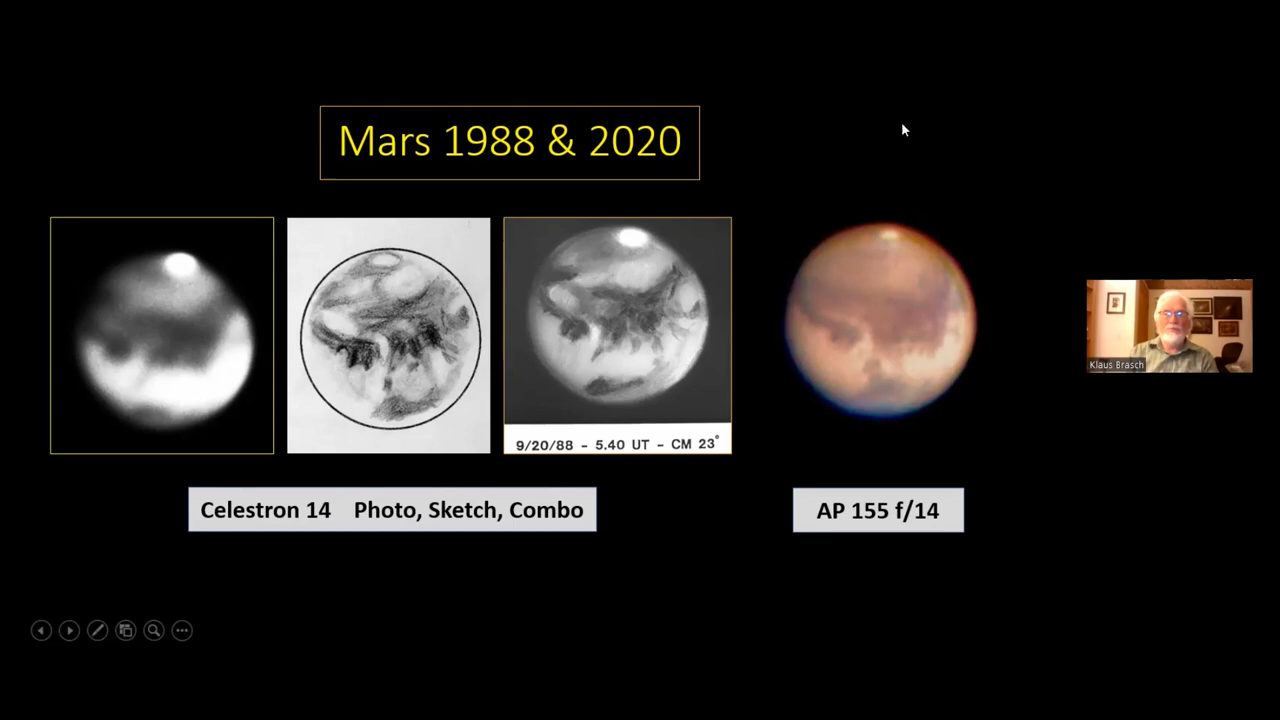 Mars 1988 & 2020
9/20/88 - 5.40 UT - CM 23°
Klaus Brasch
Celestron 14 Photo, Sketch, Combo
AP 155 f/14